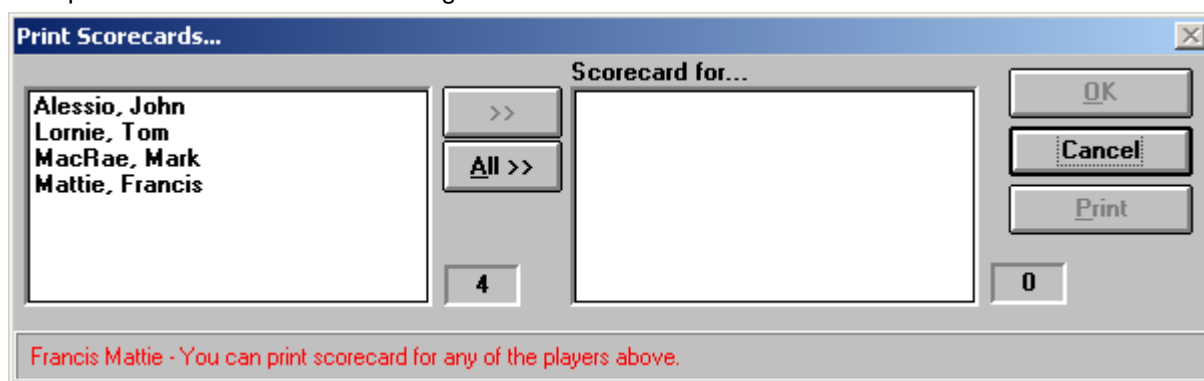 Print Scorecards...
Scorecard for...
Alessio, John
Lornie, Tom
MacRae, Mark
Mattie, Francis
>>
All >>
4
0
OK
Cancel
Print
Francis Mattie - You can print scorecard for any of the players above.